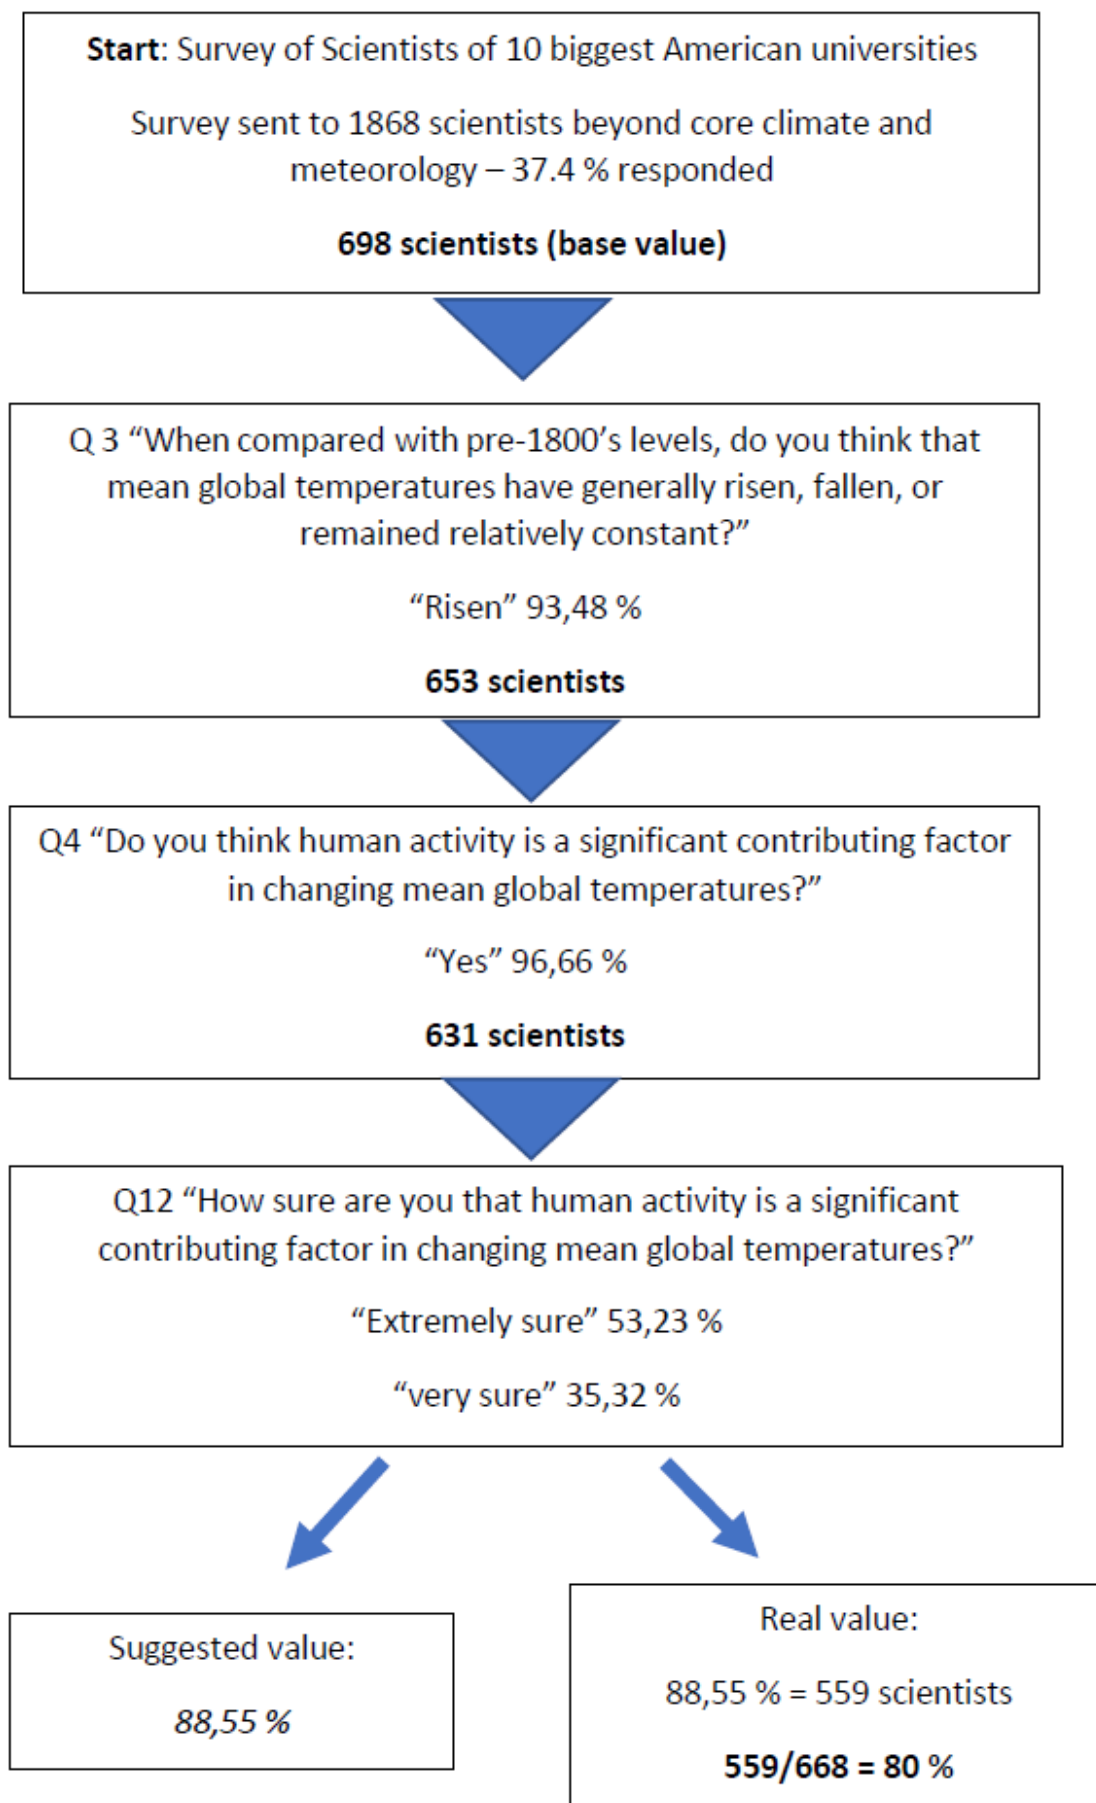 Start: Survey of Scientists of 10 biggest American universities
Survey sent to 1868 scientists beyond core climate and
meteorology – 37.4 % responded
698 scientists (base value)
Q 3 “When compared with pre-1800’s levels, do you think that
mean global temperatures have generally risen, fallen, or
remained relatively constant?”
“Risen” 93,48 %
653 scientists
Q4 “Do you think human activity is a significant contributing factor
in changing mean global temperatures?”
“Yes” 96,66 %
631 scientists
Q12 “How sure are you that human activity is a significant
contributing factor in changing mean global temperatures?”
“Extremely sure” 53,23 %
“very sure” 35,32 %
Suggested value:
88,55 %
Real value:
88,55 % = 559 scientists
559/668 = 80 %